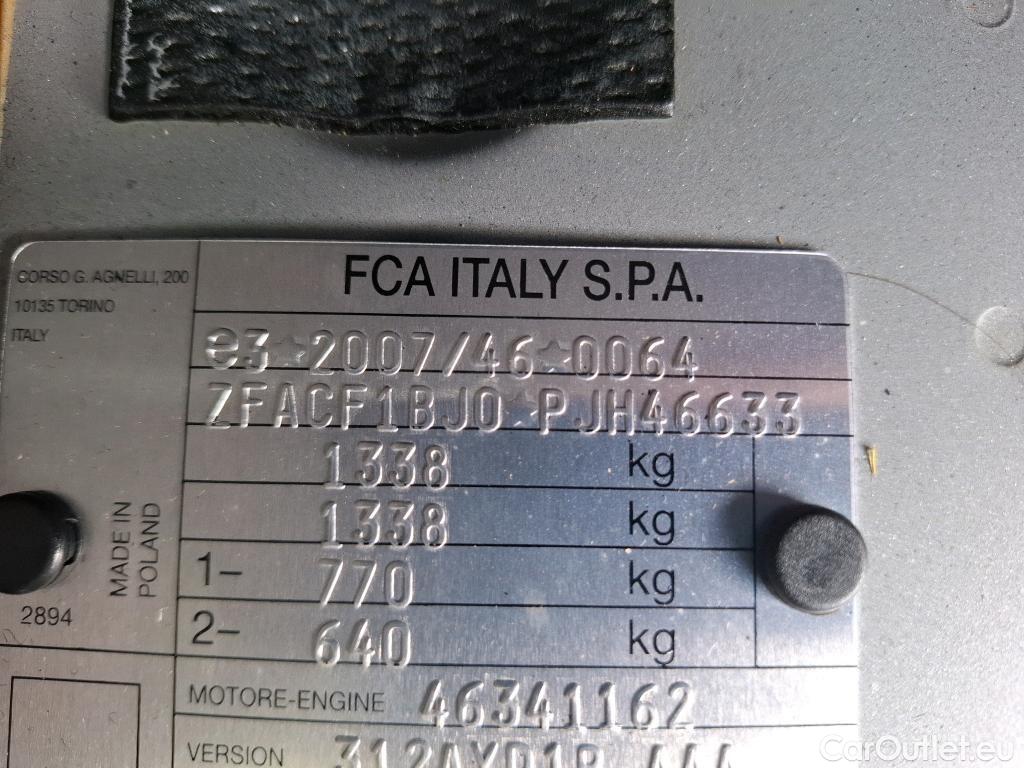 CORSO G. AGNELLI, 200
10135 TORINO
ITALY
FCA ITALY S.P.A.
e3★2007/46★0064
ZFACF1BJ0★PJH46633
1338 kg
1338 kg
1- 770 kg
2- 640 kg
MADE IN
POLAND
2894
MOTORE-ENGINE 46341162
VERSION
CarOutlet.eu